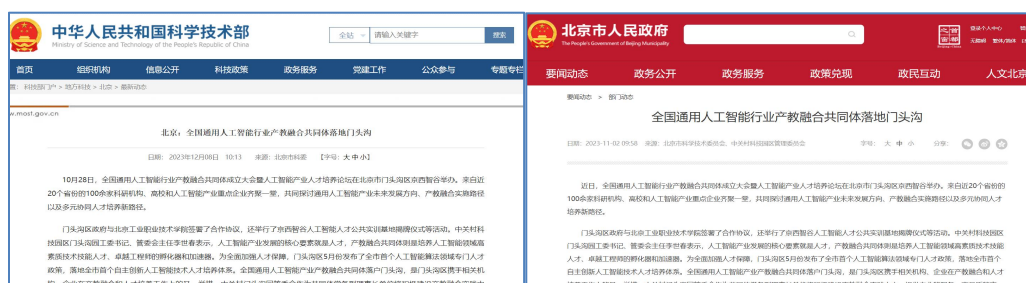 中华人民共和国科学技术部
Ministry of Science and Technology of the People's Republic of China
全站
请输入关键字
搜索
首页 组织机构 信息公开 科技政策 政务服务 党建工作 公众参与 专题专栏
置： 科技部门户 > 地方科技 > 北京 > 最新动态
w.most.gov.cn
北京：全国通用人工智能行业产教融合共同体落地门头沟
日期：2023年12月08日 10:13 来源：北京市科委 【字号：大 中 小】
10月28日，全国通用人工智能行业产教融合共同体成立大会暨人工智能产业人才培养论坛在北京市门头沟区京西智谷举办。来自近
20个省份的100余家科研机构、高校和人工智能产业重点企业齐聚一堂，共同探讨通用人工智能产业未来发展方向、产教融合实施路径
以及多元协同人才培养新路径。
门头沟区政府与北京工业职业技术学院签署了合作协议，还举行了京西智谷人工智能人才公共实训基地揭牌仪式等活动。中关村科
技园区门头沟园工委书记、管委会主任李世春表示，人工智能产业发展的核心要素就是人才，产教融合共同体则是培养人工智能领域高
素质技术技能人才、卓越工程师的孵化器和加速器。为全面加强人才保障，门头沟区5月份发布了全市首个人工智能算法领域专门人才
政策，落地全市首个自主创新人工智能技术人才培养体系。全国通用人工智能行业产教融合共同体落户门头沟，是门头沟区携手相关机
北京市人民政府
The People's Government of Beijing Municipality
首都之窗
登录个人中心
无障碍 繁体/简体
要闻动态 政务公开 政务服务 政策兑现 政民互动 人文北京
要闻动态 > 部门动态
全国通用人工智能行业产教融合共同体落地门头沟
日期：2023-11-02 09:58 来源：北京市科学技术委员会、中关村科技园区管理委员会 字号： 大 中 小 分享：
近日，全国通用人工智能行业产教融合共同体成立大会暨人工智能产业人才培养论坛在北京市门头沟区京西智谷举办。来自近20个省份的
100余家科研机构、高校和人工智能产业重点企业齐聚一堂，共同探讨通用人工智能产业未来发展方向、产教融合实施路径以及多元协同人才
培养新路径。
门头沟区政府与北京工业职业技术学院签署了合作协议，还举行了京西智谷人工智能人才公共实训基地揭牌仪式等活动。中关村科技园区
门头沟园工委书记、管委会主任李世春表示，人工智能产业发展的核心要素就是人才，产教融合共同体则是培养人工智能领域高素质技术技能
人才、卓越工程师的孵化器和加速器。为全面加强人才保障，门头沟区5月份发布了全市首个人工智能算法领域专门人才政策，落地全市首个
自主创新人工智能技术人才培养体系。全国通用人工智能行业产教融合共同体落户门头沟，是门头沟区携手相关机构、企业在产教融合和人才